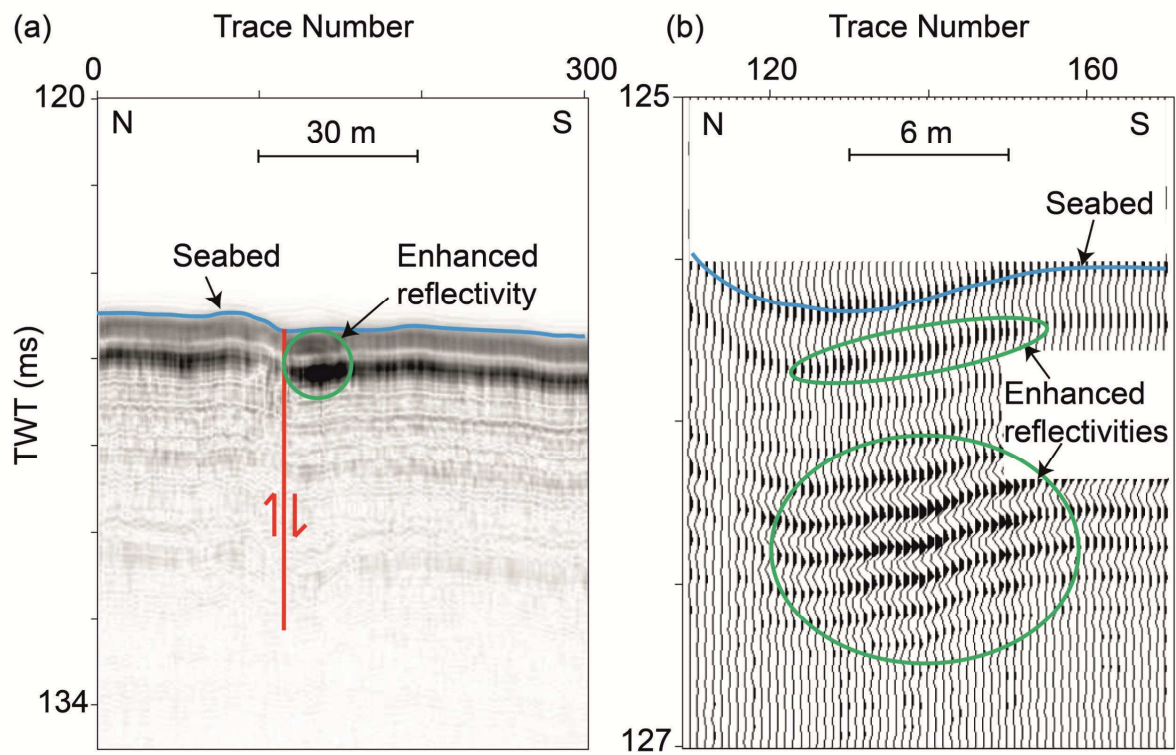 (a)
Trace Number
0
300
120
N
S
30 m
Seabed
Enhanced
reflectivity
TWT (ms)
134
(b)
Trace Number
120
160
125
N
S
6 m
Seabed
Enhanced
reflectivities
127